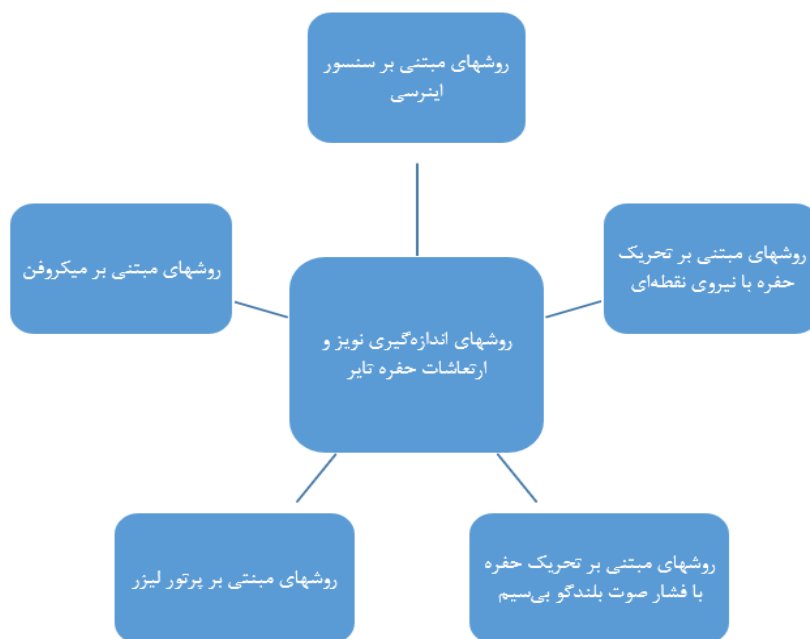 روشهای مبتنی بر سنسور
اینرسی
روشهای مبتنی بر تحریک
حفره با نیروی نقطه‌ای
روشهای مبتنی بر میکروفن
روشهای اندازه‌گیری نویز و
ارتعاشات حفره تایر
روشهای مبتنی بر تحریک حفره
با فشار صوت بلندگو بی‌سیم
روشهای مبنتی بر پرتور لیزر